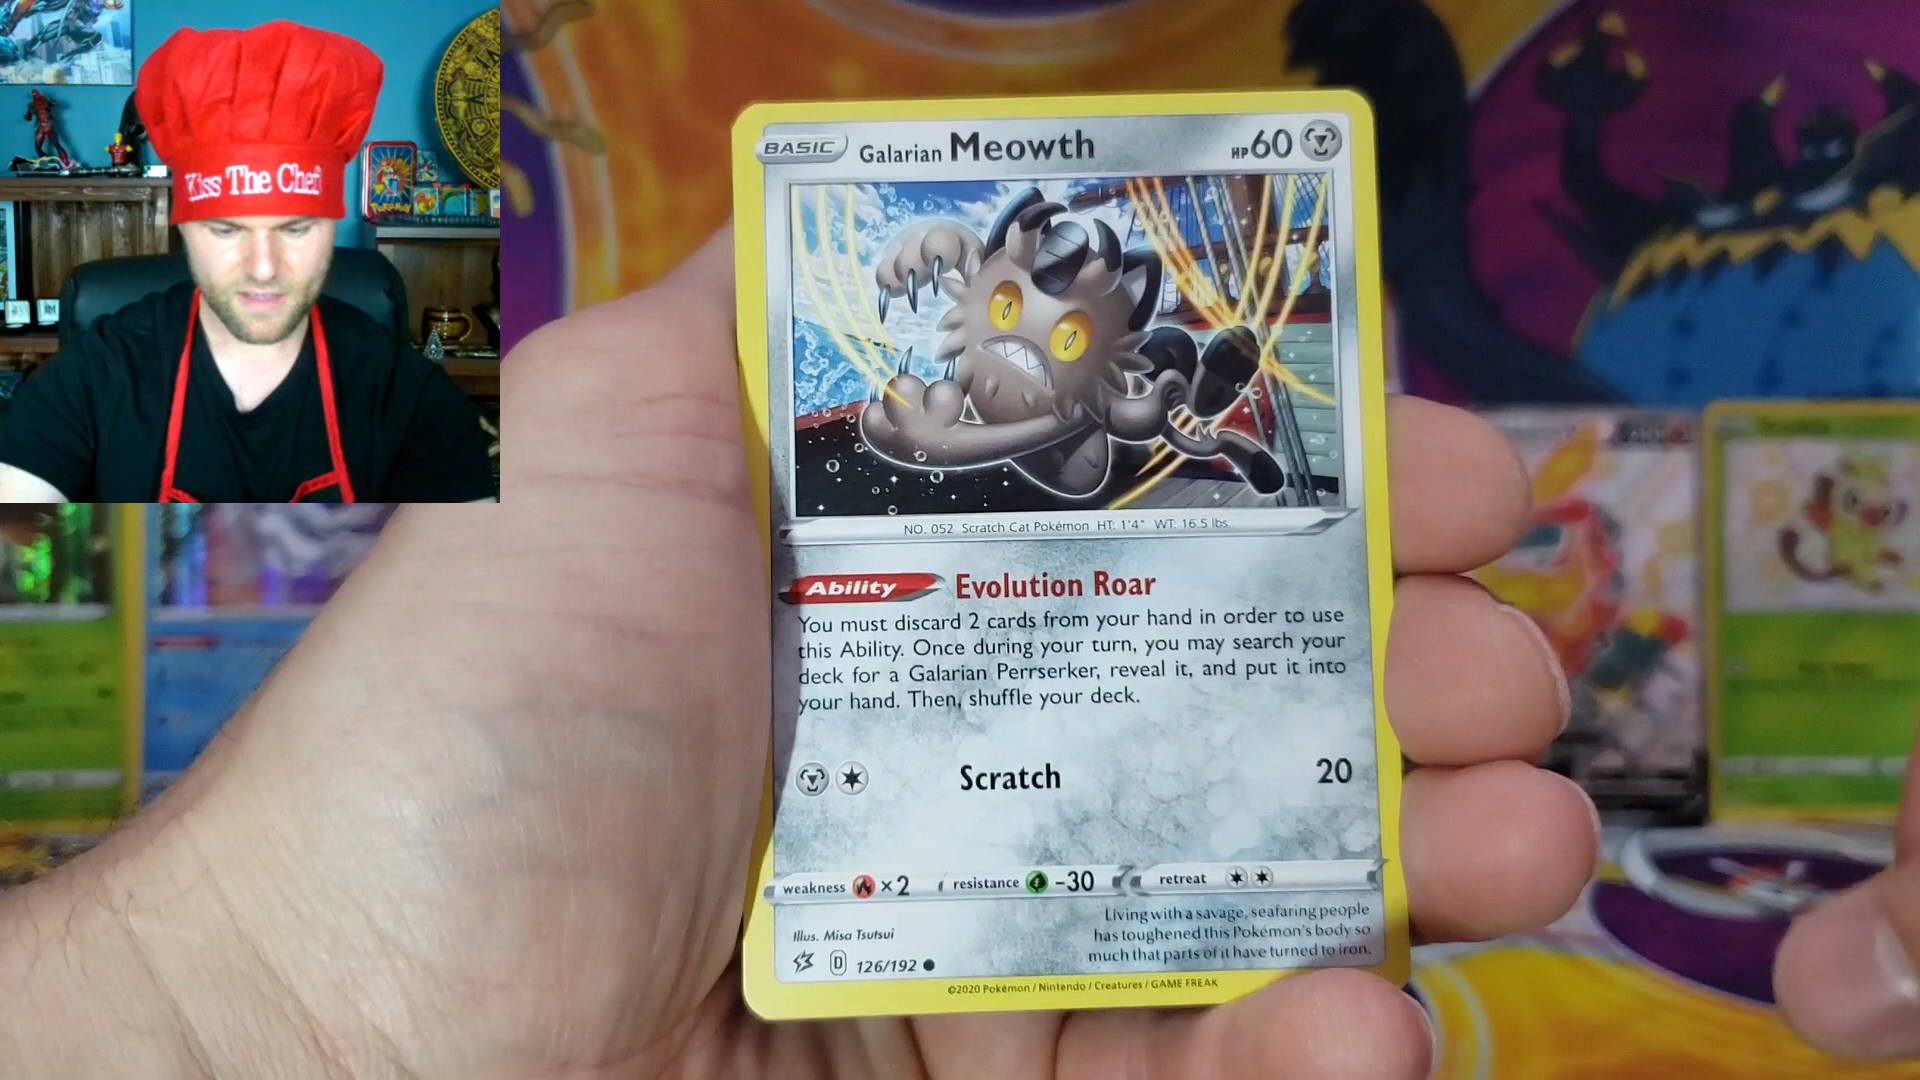 Kiss The Chef
POKéMON
BASIC Galarian Meowth HP 60
NO. 052 Scratch Cat Pokémon HT: 1'4" WT: 16.5 lbs.
Ability Evolution Roar
You must discard 2 cards from your hand in order to use
this Ability. Once during your turn, you may search your
deck for a Galarian Perrserker, reveal it, and put it into
your hand. Then, shuffle your deck.
Scratch 20
weakness ×2 resistance -30 retreat
Living with a savage, seafaring people
has toughened this Pokémon's body so
much that parts of it have turned to iron.
Illus. Misa Tsutsui
D 126/192
©2020 Pokémon / Nintendo / Creatures / GAME FREAK